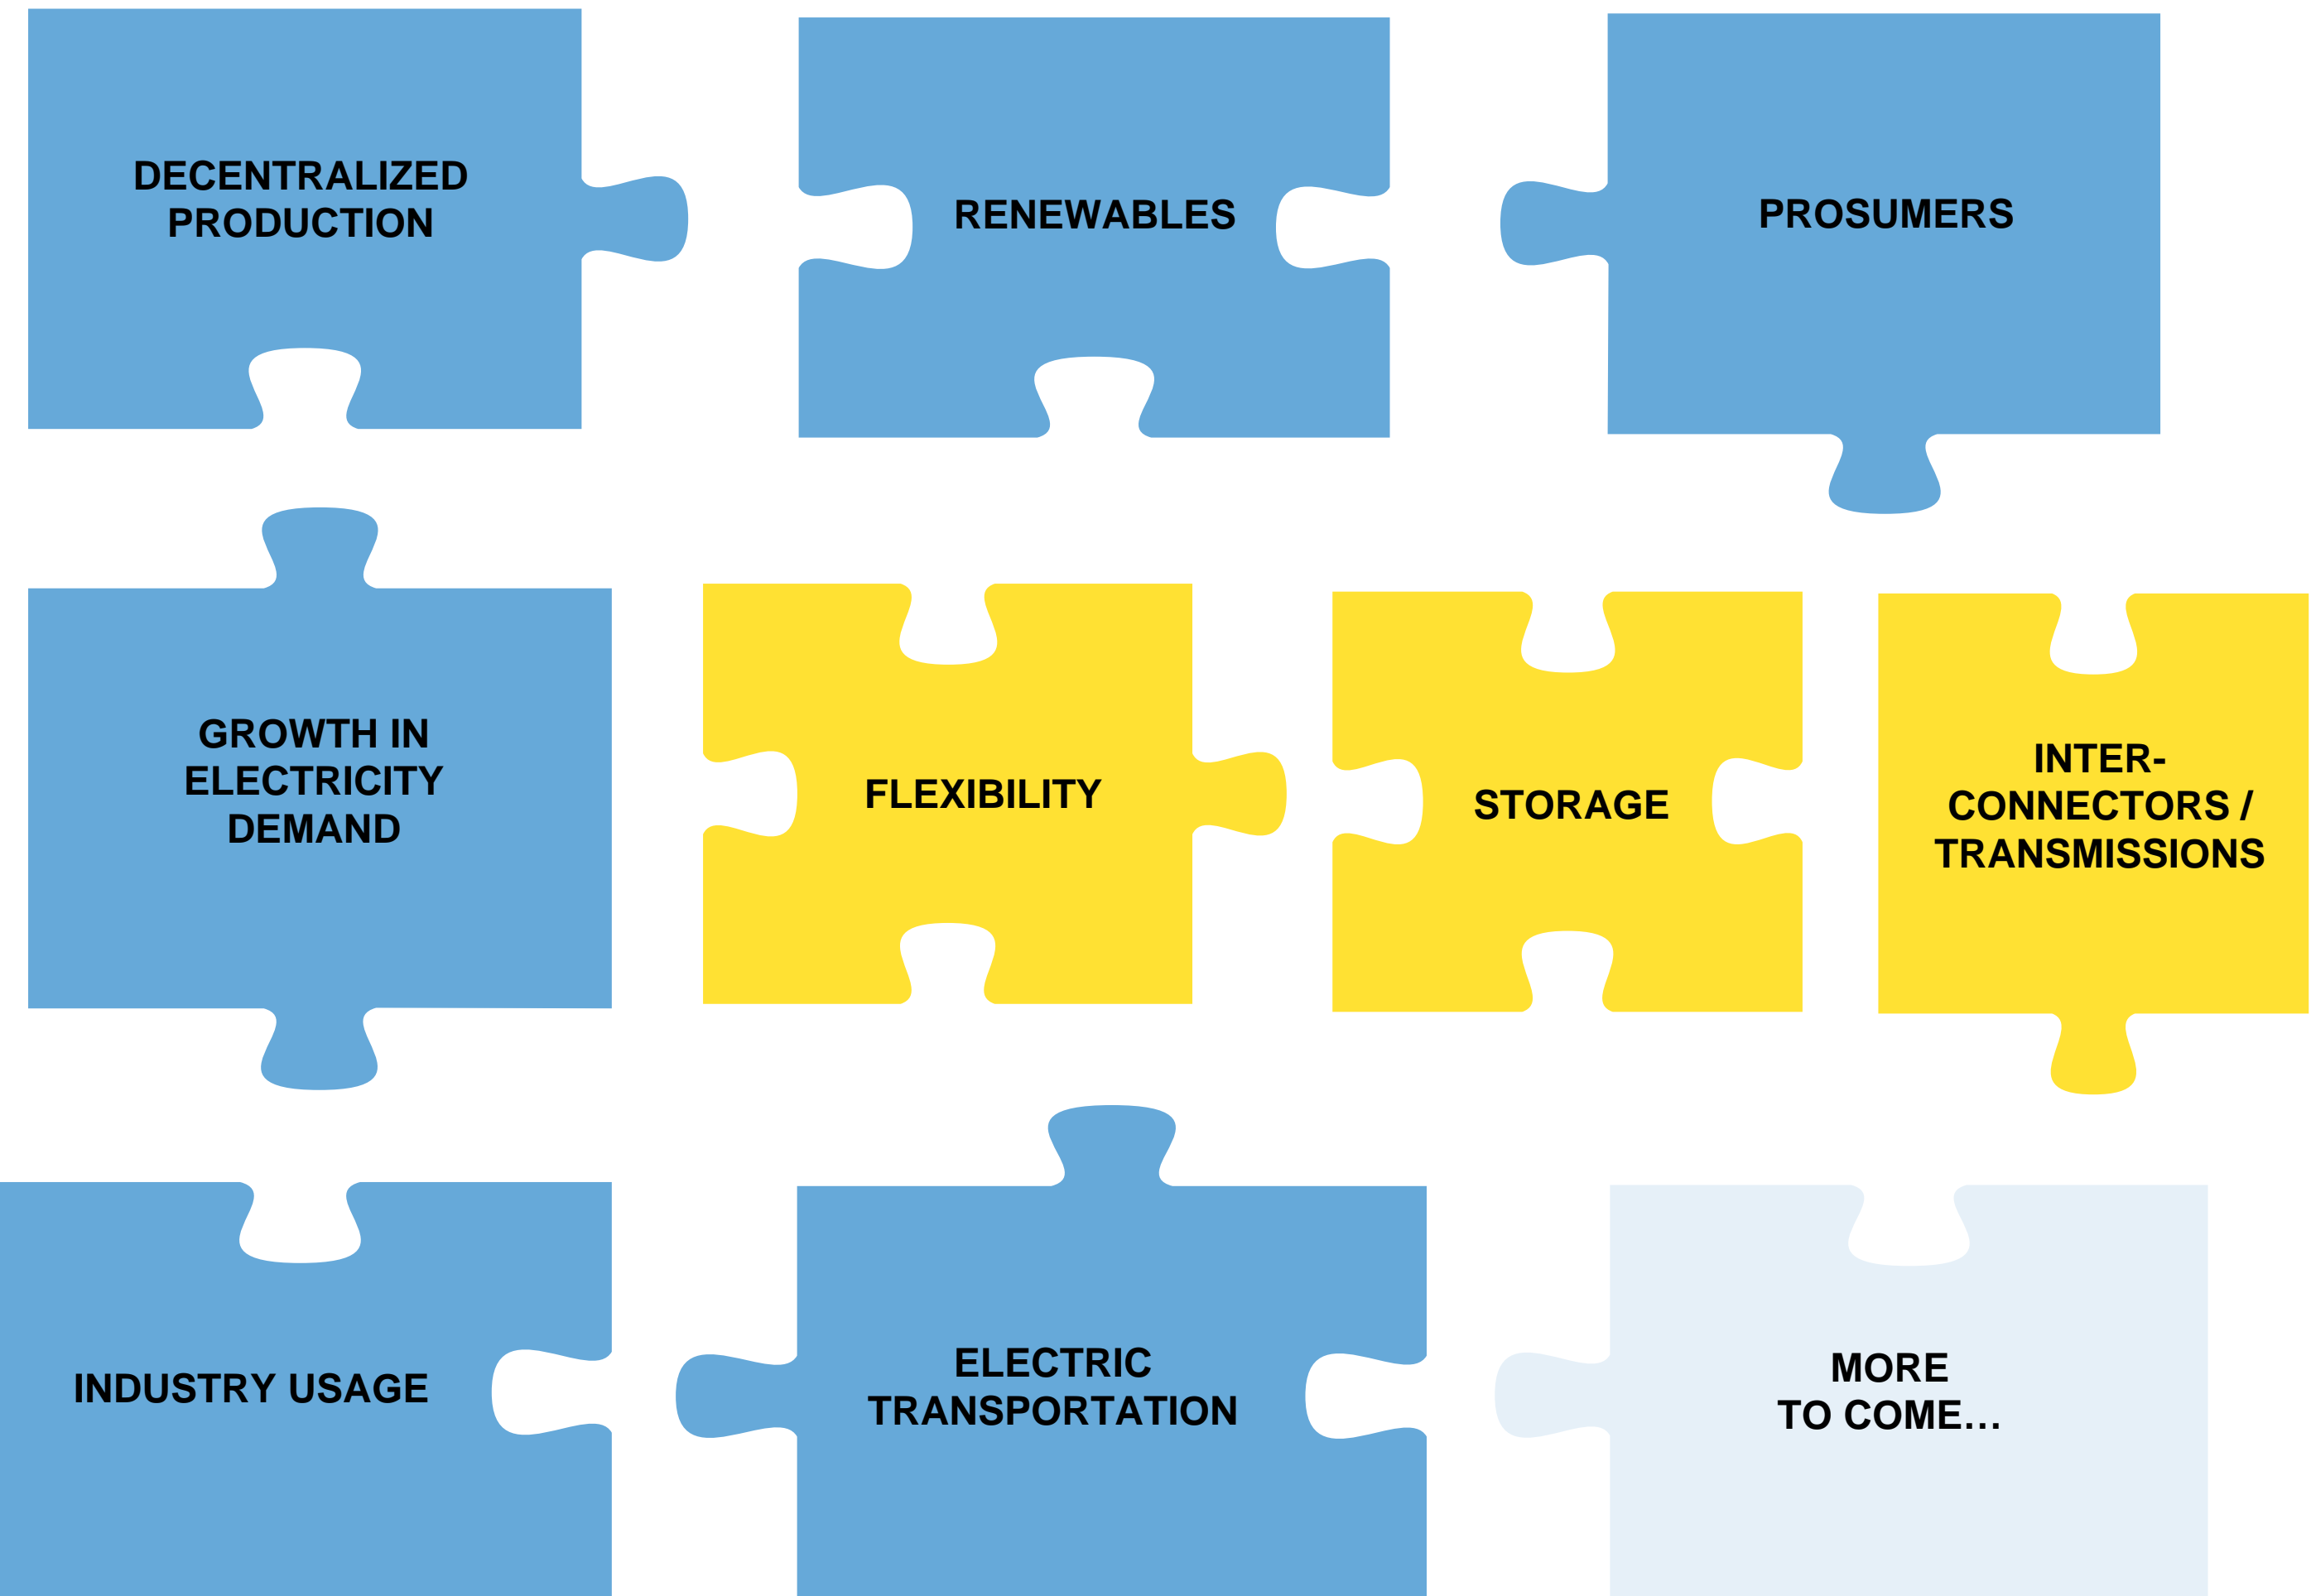 DECENTRALIZED
PRODUCTION
RENEWABLES
PROSUMERS
GROWTH IN
ELECTRICITY
DEMAND
FLEXIBILITY
STORAGE
INTER-
CONNECTORS /
TRANSMISSIONS
INDUSTRY USAGE
ELECTRIC
TRANSPORTATION
MORE
TO COME…